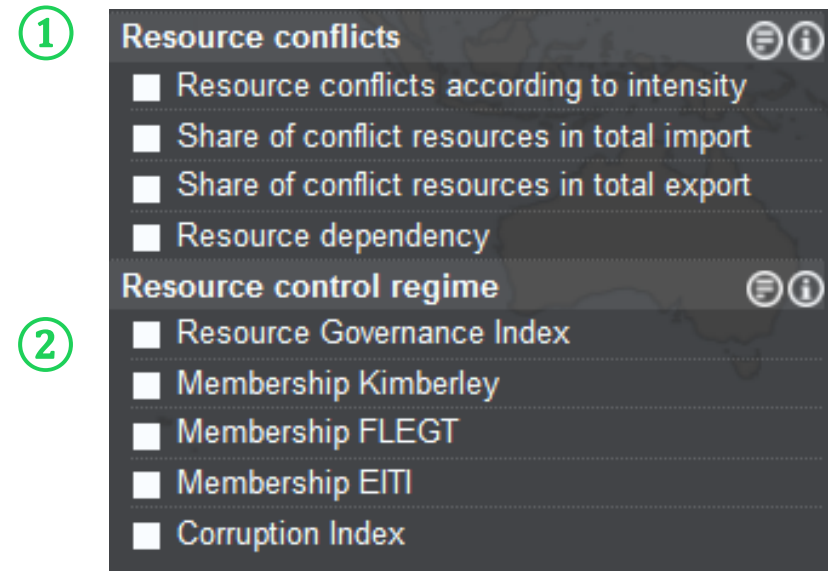 1
Resource conflicts
Resource conflicts according to intensity
Share of conflict resources in total import
Share of conflict resources in total export
Resource dependency
Resource control regime
2
Resource Governance Index
Membership Kimberley
Membership FLEGT
Membership EITI
Corruption Index